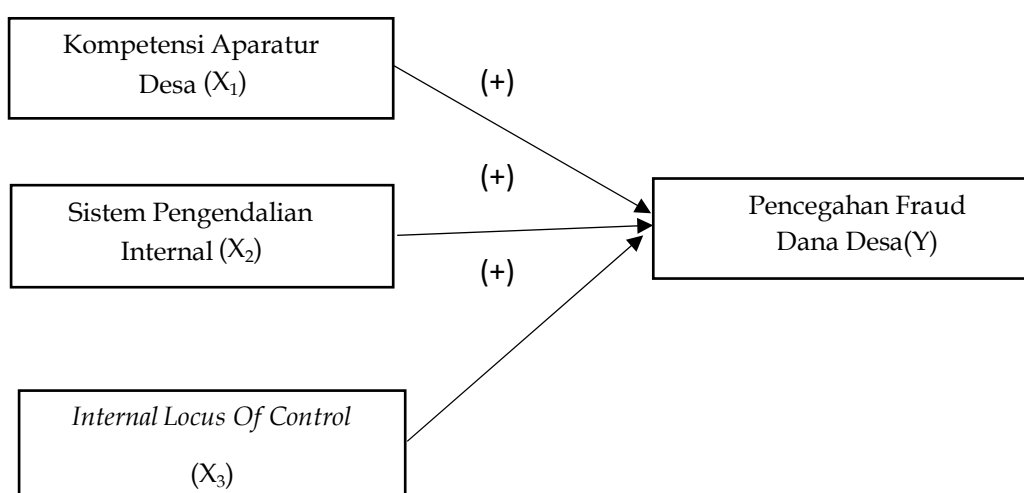 Kompetensi Aparatur
Desa (X₁)
(+)
(+)
Sistem Pengendalian
Internal (X₂)
Pencegahan Fraud
Dana Desa(Y)
(+)
Internal Locus Of Control
(X₃)